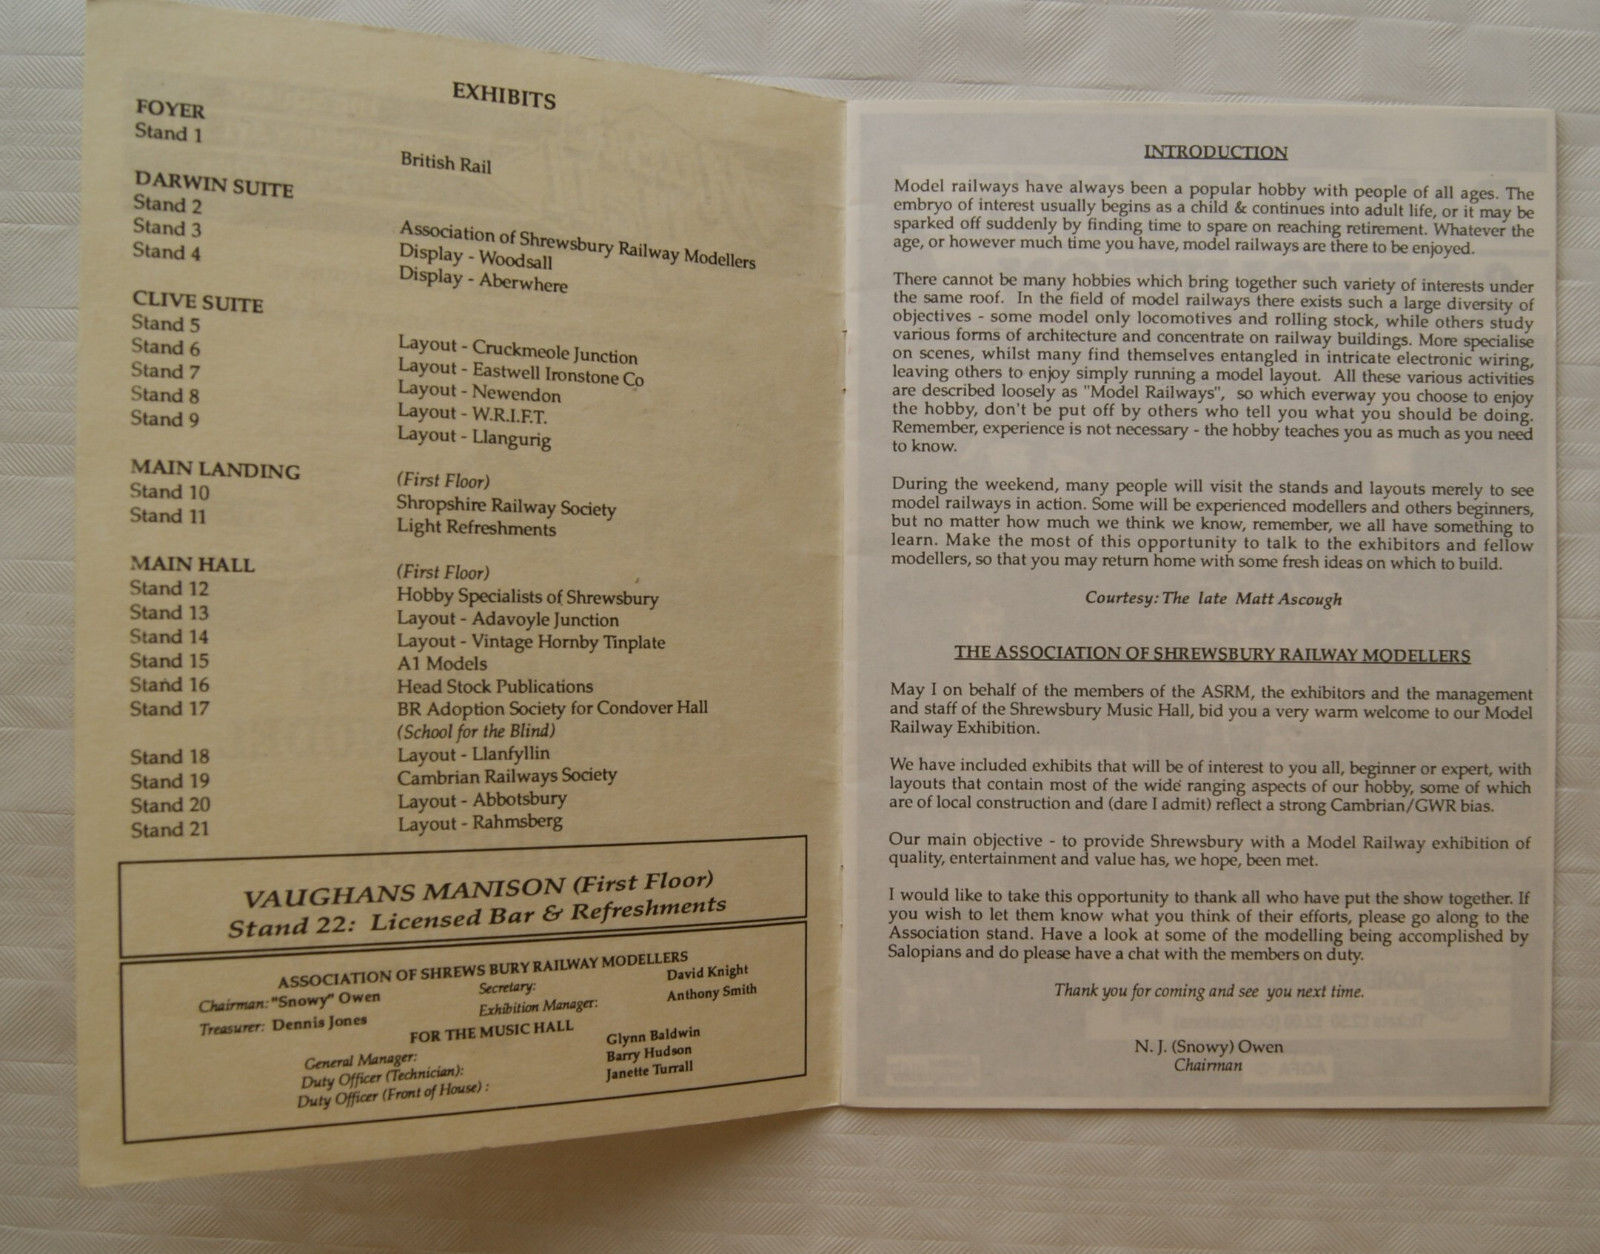 EXHIBITS
FOYER
Stand 1 British Rail
DARWIN SUITE
Stand 2 Association of Shrewsbury Railway Modellers
Stand 3 Display - Woodsall
Stand 4 Display - Aberwhere
CLIVE SUITE
Stand 5 Layout - Cruckmeole Junction
Stand 6 Layout - Eastwell Ironstone Co
Stand 7 Layout - Newendon
Stand 8 Layout - W.R.I.F.T.
Stand 9 Layout - Llangurig
MAIN LANDING (First Floor)
Stand 10 Shropshire Railway Society
Stand 11 Light Refreshments
MAIN HALL (First Floor)
Stand 12 Hobby Specialists of Shrewsbury
Stand 13 Layout - Adavoyle Junction
Stand 14 Layout - Vintage Hornby Tinplate
Stand 15 A1 Models
Stand 16 Head Stock Publications
Stand 17 BR Adoption Society for Condover Hall
(School for the Blind)
Stand 18 Layout - Llanfyllin
Stand 19 Cambrian Railways Society
Stand 20 Layout - Abbotsbury
Stand 21 Layout - Rahmsberg
VAUGHANS MANISON (First Floor)
Stand 22: Licensed Bar & Refreshments
ASSOCIATION OF SHREWS BURY RAILWAY MODELLERS
Chairman: "Snowy" Owen Secretary: David Knight
Treasurer: Dennis Jones Exhibition Manager: Anthony Smith
FOR THE MUSIC HALL
General Manager: Glynn Baldwin
Duty Officer (Technician): Barry Hudson
Duty Officer (Front of House) : Janette Turrall
INTRODUCTION
Model railways have always been a popular hobby with people of all ages. The
embryo of interest usually begins as a child & continues into adult life, or it may be
sparked off suddenly by finding time to spare on reaching retirement. Whatever the
age, or however much time you have, model railways are there to be enjoyed.
There cannot be many hobbies which bring together such variety of interests under
the same roof. In the field of model railways there exists such a large diversity of
objectives - some model only locomotives and rolling stock, while others study
various forms of architecture and concentrate on railway buildings. More specialise
on scenes, whilst many find themselves entangled in intricate electronic wiring,
leaving others to enjoy simply running a model layout. All these various activities
are described loosely as "Model Railways", so which everway you choose to enjoy
the hobby, don't be put off by others who tell you what you should be doing.
Remember, experience is not necessary - the hobby teaches you as much as you need
to know.
During the weekend, many people will visit the stands and layouts merely to see
model railways in action. Some will be experienced modellers and others beginners,
but no matter how much we think we know, remember, we all have something to
learn. Make the most of this opportunity to talk to the exhibitors and fellow
modellers, so that you may return home with some fresh ideas on which to build.
Courtesy: The late Matt Ascough
THE ASSOCIATION OF SHREWSBURY RAILWAY MODELLERS
May I on behalf of the members of the ASRM, the exhibitors and the management
and staff of the Shrewsbury Music Hall, bid you a very warm welcome to our Model
Railway Exhibition.
We have included exhibits that will be of interest to you all, beginner or expert, with
layouts that contain most of the wide ranging aspects of our hobby, some of which
are of local construction and (dare I admit) reflect a strong Cambrian/GWR bias.
Our main objective - to provide Shrewsbury with a Model Railway exhibition of
quality, entertainment and value has, we hope, been met.
I would like to take this opportunity to thank all who have put the show together. If
you wish to let them know what you think of their efforts, please go along to the
Association stand. Have a look at some of the modelling being accomplished by
Salopians and do please have a chat with the members on duty.
Thank you for coming and see you next time.
N. J. (Snowy) Owen
Chairman